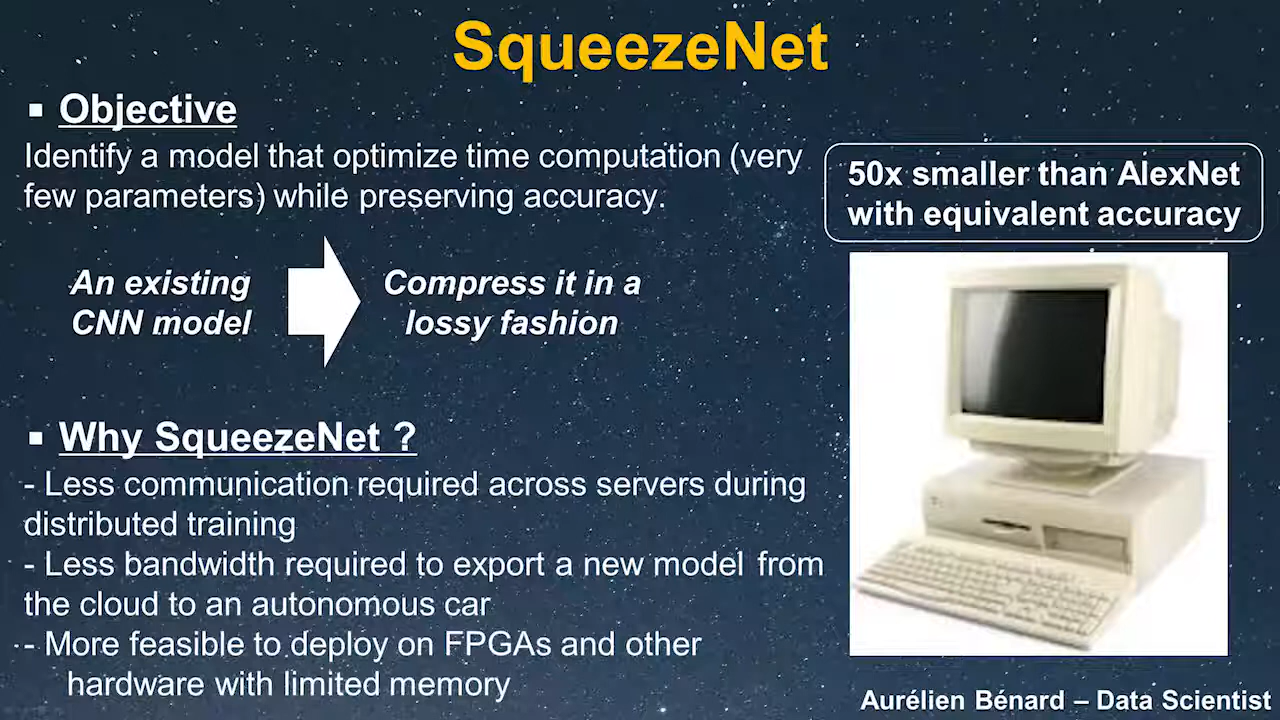 SqueezeNet
▪ Objective
Identify a model that optimize time computation (very
few parameters) while preserving accuracy.
50x smaller than AlexNet
with equivalent accuracy
An existing
CNN model
Compress it in a
lossy fashion
▪ Why SqueezeNet ?
- Less communication required across servers during
distributed training
- Less bandwidth required to export a new model from
the cloud to an autonomous car
- More feasible to deploy on FPGAs and other
hardware with limited memory
Aurélien Bénard – Data Scientist